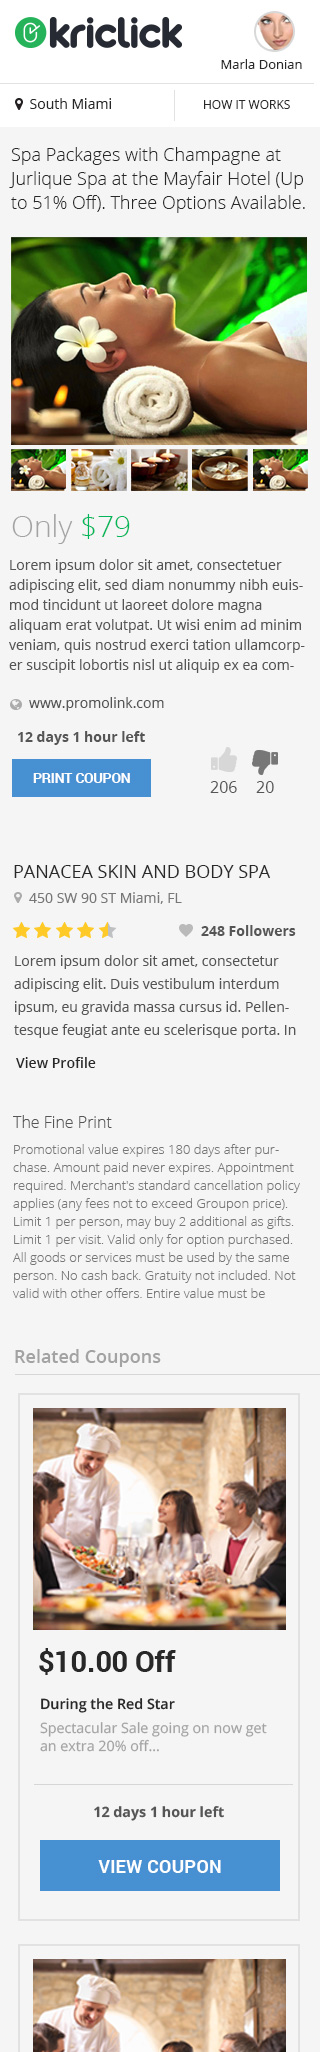 kriclick
Marla Donian
South Miami
HOW IT WORKS
Spa Packages with Champagne at
Jurlique Spa at the Mayfair Hotel (Up
to 51% Off). Three Options Available.
Only $79
Lorem ipsum dolor sit amet, consectetuer
adipiscing elit, sed diam nonummy nibh euis-
mod tincidunt ut laoreet dolore magna
aliquam erat volutpat. Ut wisi enim ad minim
veniam, quis nostrud exerci tation ullamcorp-
er suscipit lobortis nisl ut aliquip ex ea com-
www.promolink.com
12 days 1 hour left
PRINT COUPON
206
20
PANACEA SKIN AND BODY SPA
450 SW 90 ST Miami, FL
248 Followers
Lorem ipsum dolor sit amet, consectetur
adipiscing elit. Duis vestibulum interdum
ipsum, eu gravida massa cursus id. Pellen-
tesque feugiat ante eu scelerisque porta. In
View Profile
The Fine Print
Promotional value expires 180 days after pur-
chase. Amount paid never expires. Appointment
required. Merchant's standard cancellation policy
applies (any fees not to exceed Groupon price).
Limit 1 per person, may buy 2 additional as gifts.
Limit 1 per visit. Valid only for option purchased.
All goods or services must be used by the same
person. No cash back. Gratuity not included. Not
valid with other offers. Entire value must be
Related Coupons
$10.00 Off
During the Red Star
Spectacular Sale going on now get
an extra 20% off...
12 days 1 hour left
VIEW COUPON